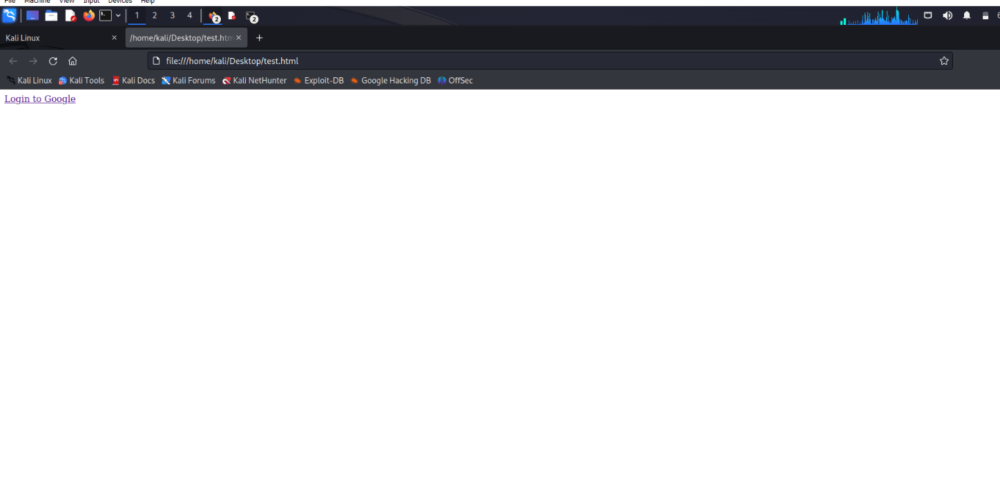 File Machine View Input Devices Help
1 2 3 4 2 2
Kali Linux /home/kali/Desktop/test.htm
file:///home/kali/Desktop/test.html
Kali Linux Kali Tools Kali Docs Kali Forums Kali NetHunter Exploit-DB Google Hacking DB OffSec
Login to Google